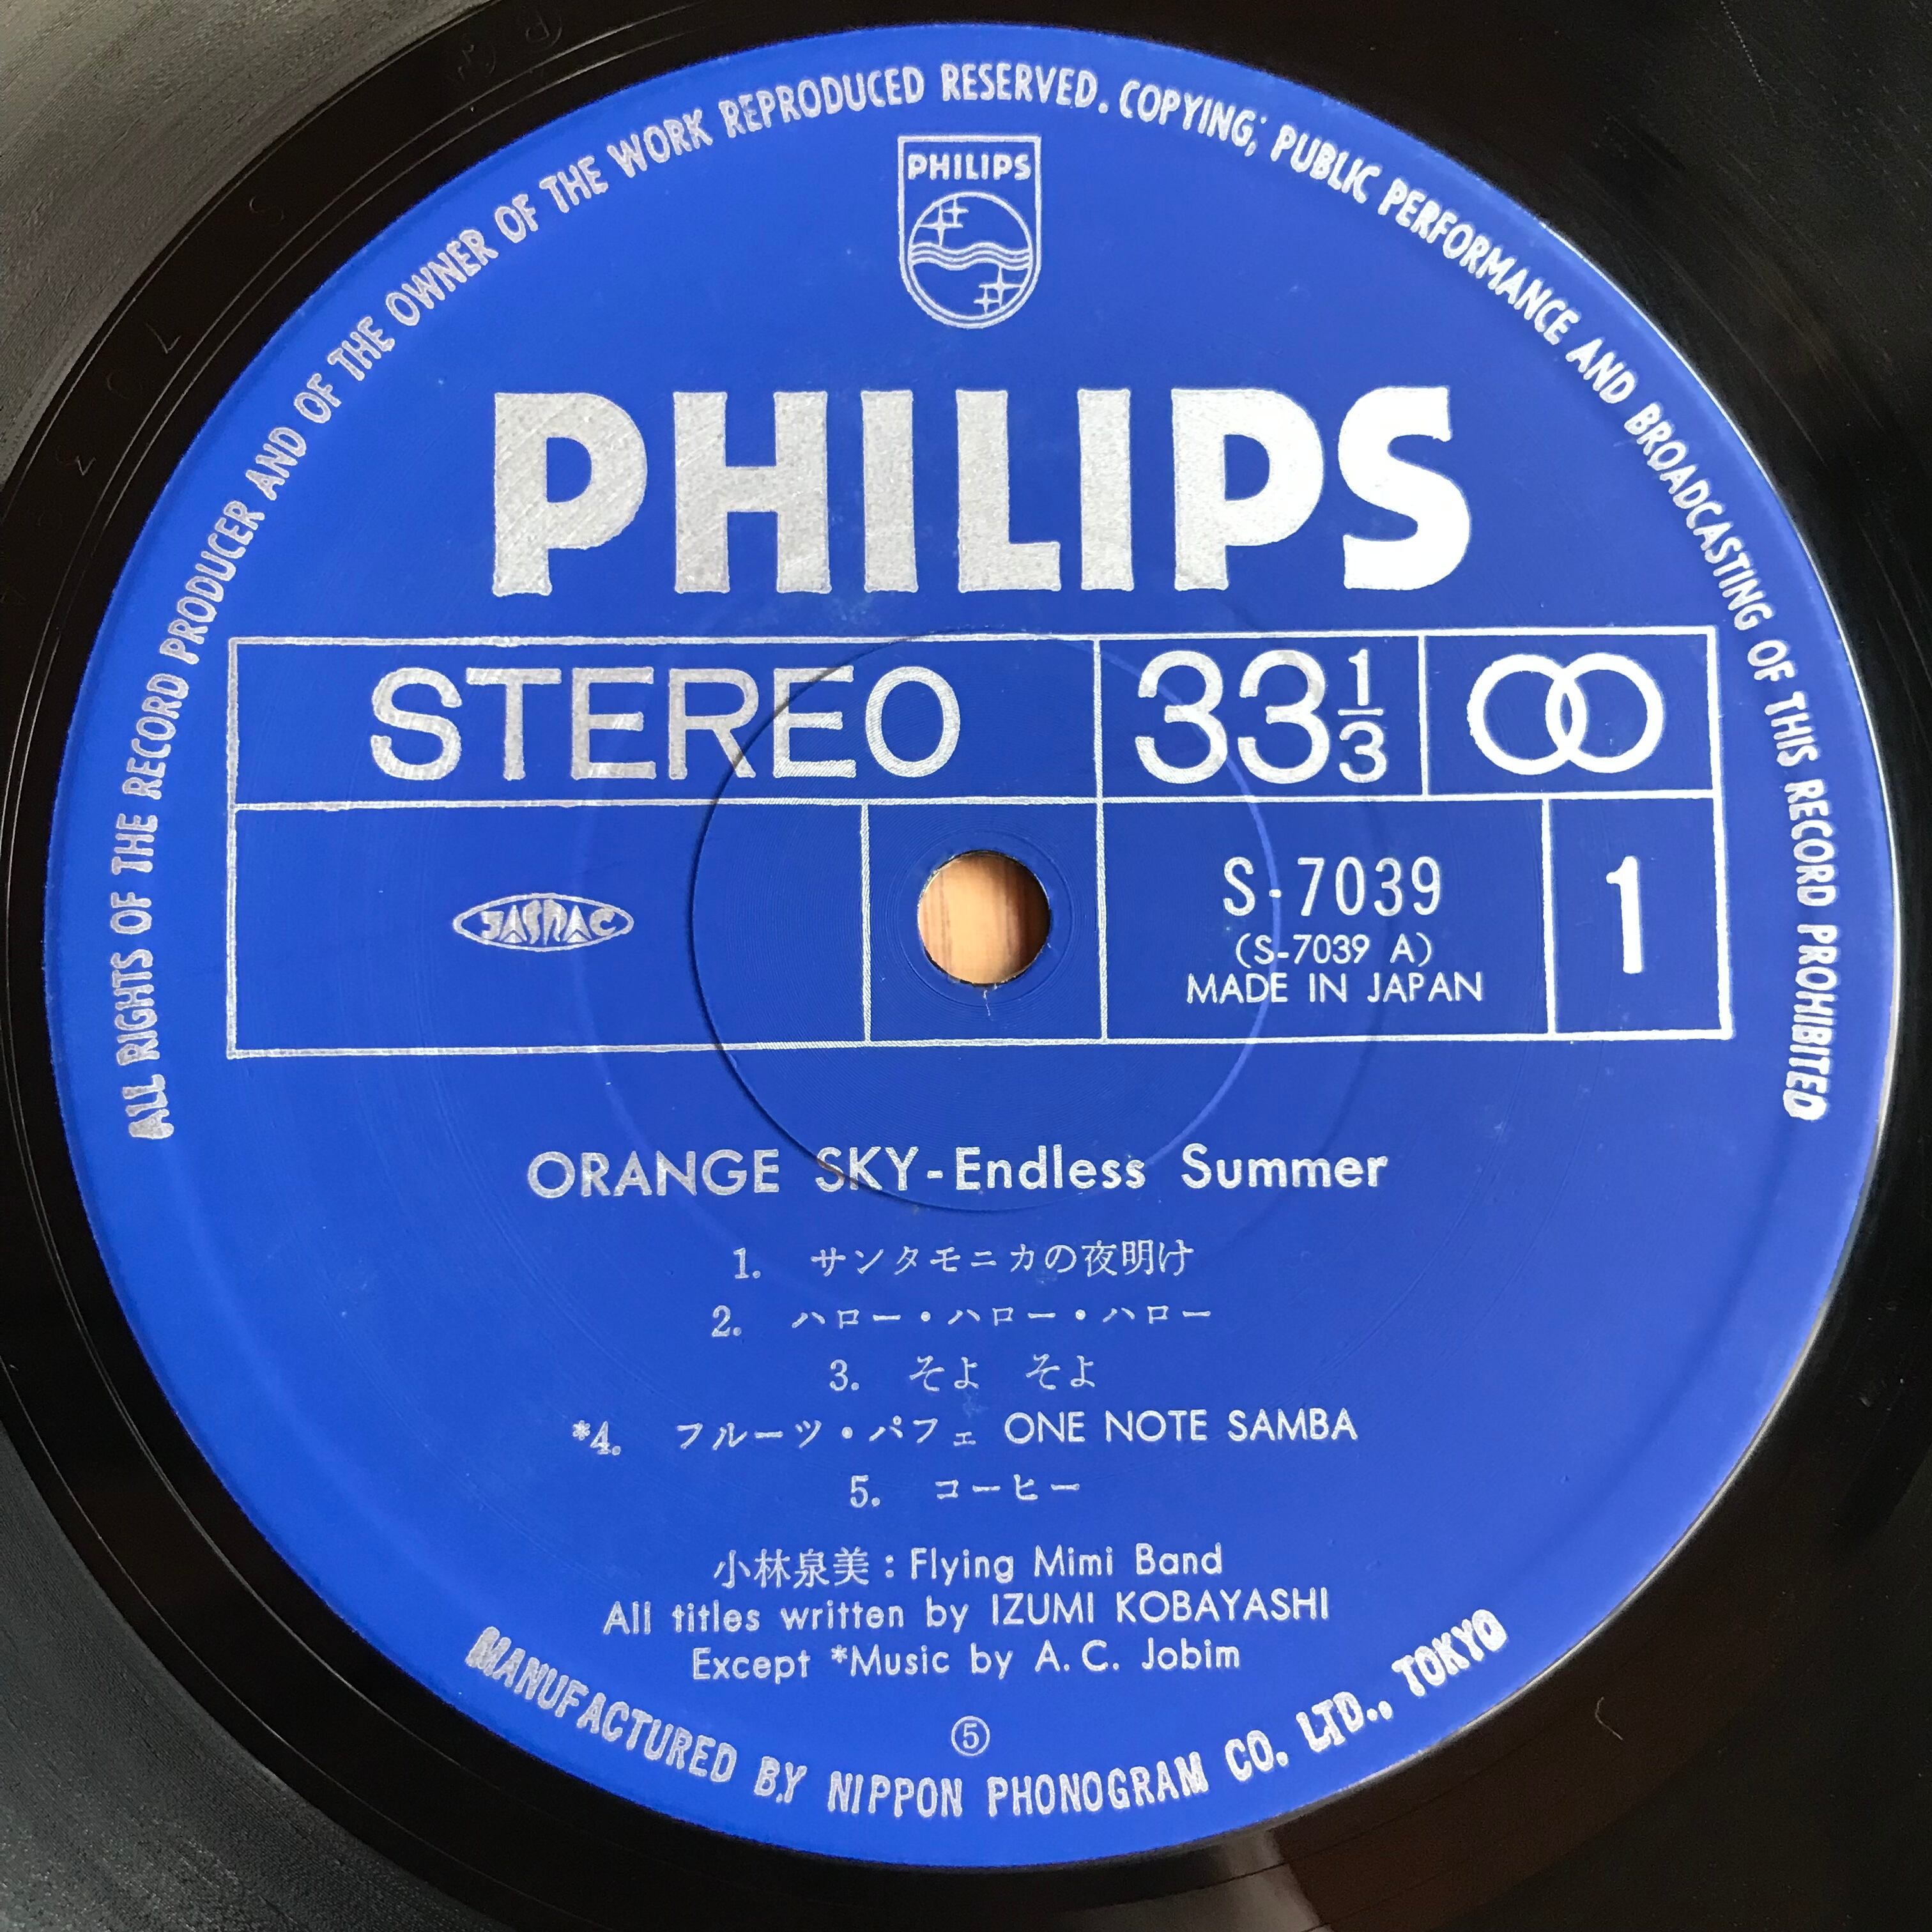 ALL RIGHTS OF THE RECORD PRODUCER AND OF THE OWNER OF THE WORK REPRODUCED RESERVED. COPYING; PUBLIC PERFORMANCE AND BROADCASTING OF THIS RECORD PROHIBITED
PHILIPS
PHILIPS
STEREO
33 1/3
S-7039
(S-7039 A)
MADE IN JAPAN
1
JASRAC
ORANGE SKY-Endless Summer
1. サンタモニカの夜明け
2. ハロー・ハロー・ハロー
3. そよ そよ
*4. フルーツ・パフェ ONE NOTE SAMBA
5. コーヒー
小林泉美:Flying Mimi Band
All titles written by IZUMI KOBAYASHI
Except *Music by A. C. Jobim
⑤
MANUFACTURED BY NIPPON PHONOGRAM CO. LTD., TOKYO